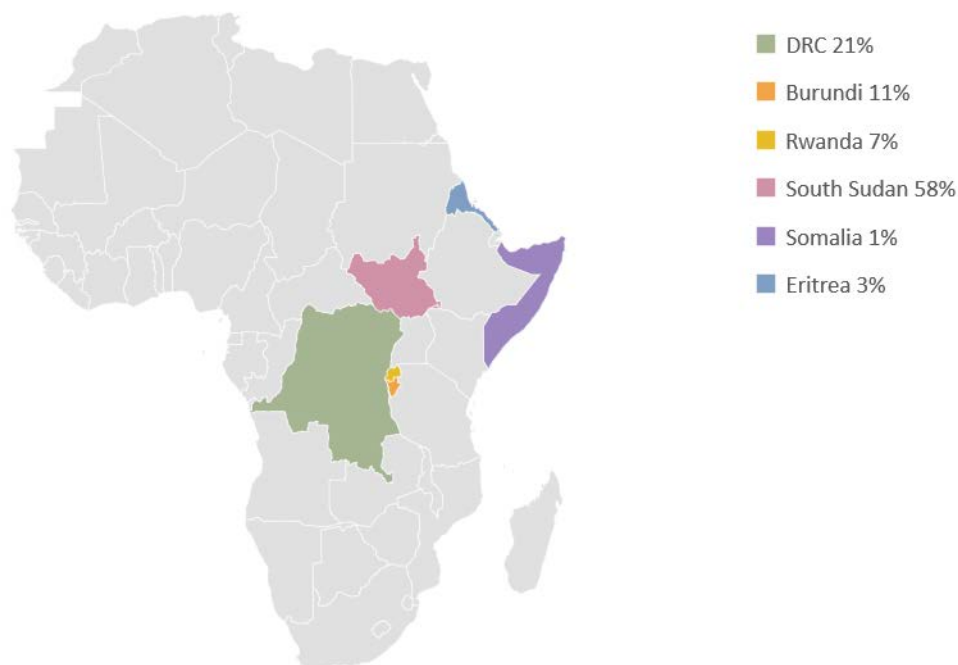 DRC 21%
Burundi 11%
Rwanda 7%
South Sudan 58%
Somalia 1%
Eritrea 3%